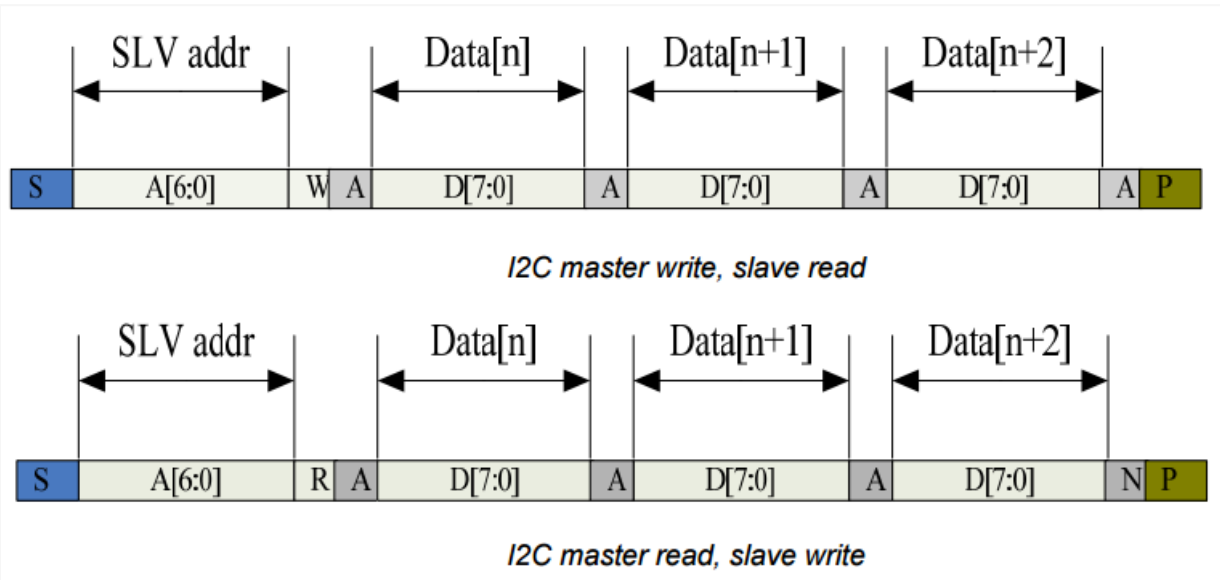 SLV addr Data[n] Data[n+1] Data[n+2]
S A[6:0] W A D[7:0] A D[7:0] A D[7:0] A P
I2C master write, slave read
SLV addr Data[n] Data[n+1] Data[n+2]
S A[6:0] R A D[7:0] A D[7:0] A D[7:0] N P
I2C master read, slave write